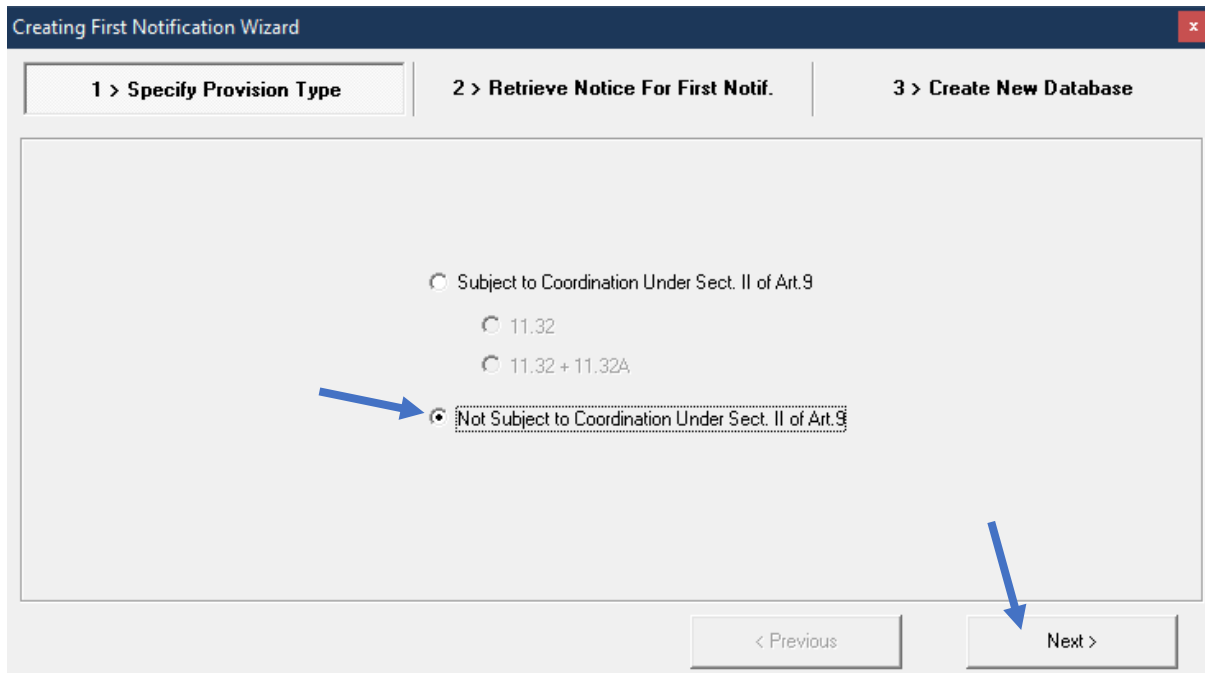 Creating First Notification Wizard
x
1 > Specify Provision Type
2 > Retrieve Notice For First Notif.
3 > Create New Database
Subject to Coordination Under Sect. II of Art.9
11.32
11.32 + 11.32A
Not Subject to Coordination Under Sect. II of Art.9
< Previous
Next >